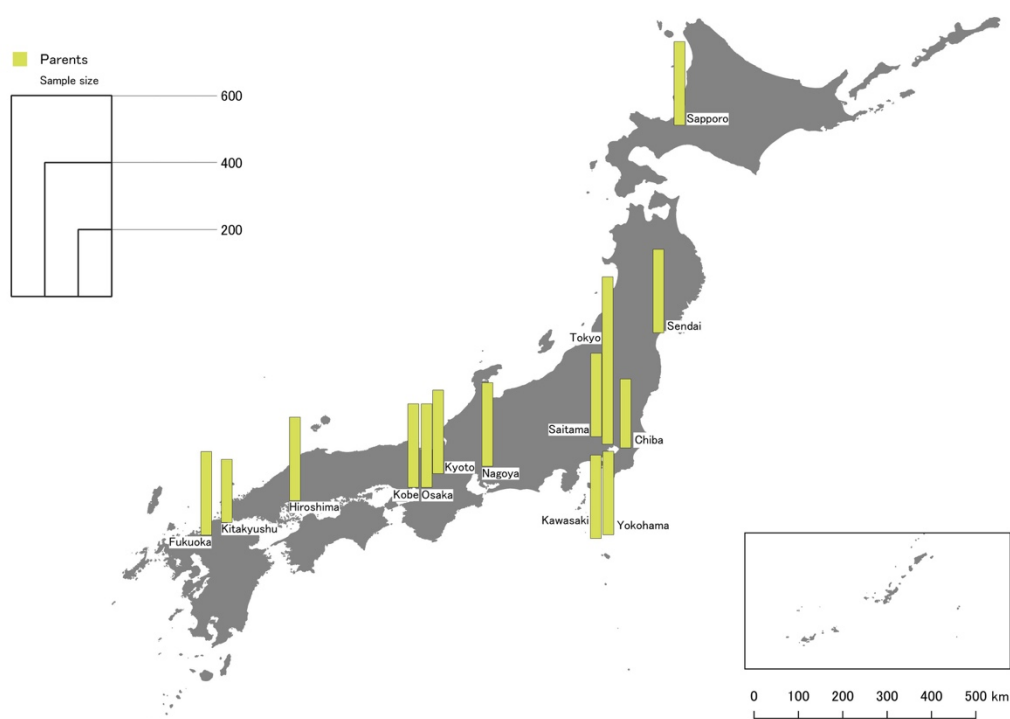 Parents
Sample size
600
400
200
Sapporo
Sendai
Tokyo
Saitama
Chiba
Kyoto
Nagoya
Kobe
Osaka
Hiroshima
Kitakyushu
Fukuoka
Kawasaki
Yokohama
0 100 200 300 400 500 km